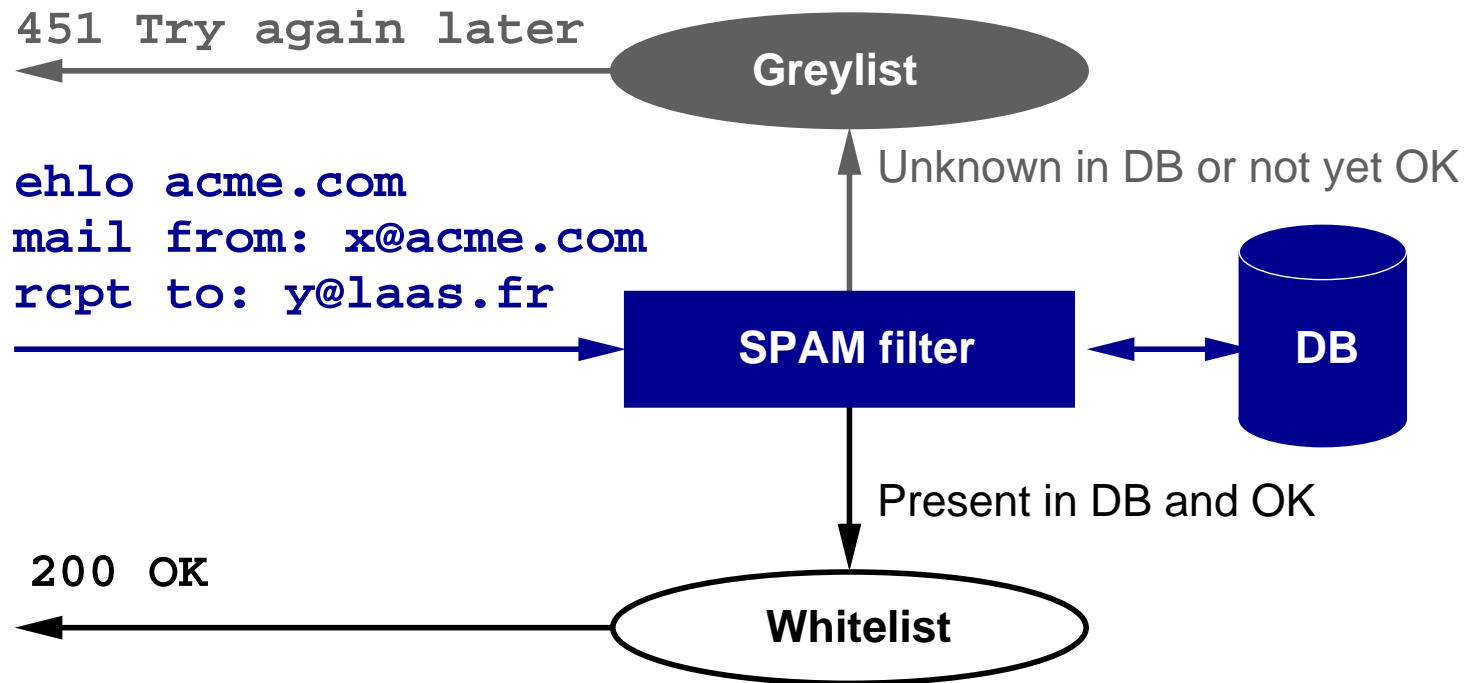 451 Try again later
Greylist
Unknown in DB or not yet OK
ehlo acme.com
mail from: x@acme.com
rcpt to: y@laas.fr
SPAM filter
DB
Present in DB and OK
200 OK
Whitelist